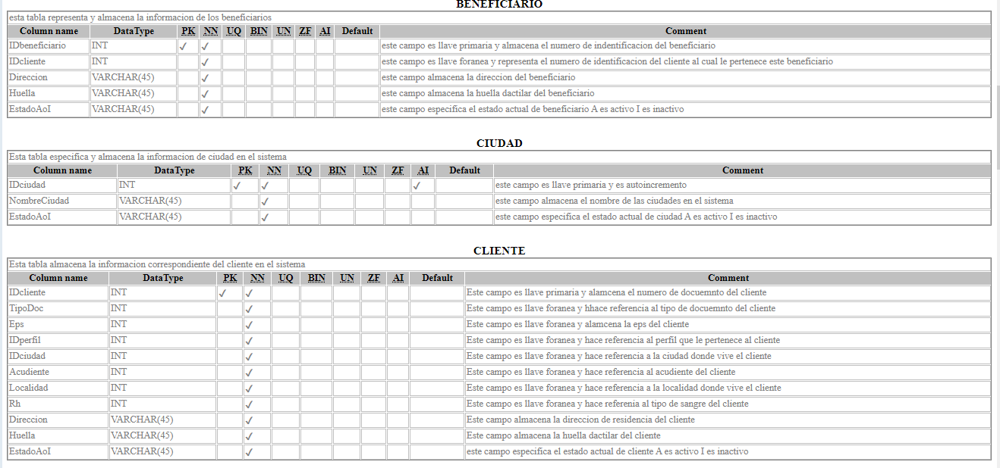 BENEFICIARIO
esta tabla representa y almacena la informacion de los beneficiarios
Column name DataType PK NN UQ BIN UN ZF AI Default Comment
IDbeneficiario INT ✓ ✓ este campo es llave primaria y almacena el numero de indentificacion del beneficiario
IDcliente INT ✓ este campo es llave foranea y representa el numero de identificacion del cliente al cual le pertenece este beneficiario
Direccion VARCHAR(45) ✓ este campo almacena la direccion del beneficiario
Huella VARCHAR(45) ✓ este campo almacena la huella dactilar del beneficiario
EstadoAoI VARCHAR(45) ✓ este campo especifica el estado actual de beneficiario A es activo I es inactivo
CIUDAD
Esta tabla especifica y almacena la informacion de ciudad en el sistema
Column name DataType PK NN UQ BIN UN ZF AI Default Comment
IDciudad INT ✓ ✓ ✓ este campo es llave primaria y es autoincremento
NombreCiudad VARCHAR(45) ✓ este campo almacena el nombre de las ciudades en el sistema
EstadoAoI VARCHAR(45) ✓ este campo especifica el estado actual de ciudad A es activo I es inactivo
CLIENTE
Esta tabla almacena la informacion correspondiente del cliente en el sistema
Column name DataType PK NN UQ BIN UN ZF AI Default Comment
IDcliente INT ✓ ✓ Este campo es llave primaria y alamcena el numero de docuemnto del cliente
TipoDoc INT ✓ Este campo es llave foranea y hhace referencia al tipo de docuemnto del cliente
Eps INT ✓ Este campo es llave foranea y alamcena la eps del cliente
IDperfil INT ✓ Este campo es llave foranea y hace referencia al perfil que le pertenece al cliente
IDciudad INT ✓ Este campo es llave foranea y hace referencia a la ciudad donde vive el cliente
Acudiente INT ✓ Este campo es llave foranea y hace referencia al acudiente del cliente
Localidad INT ✓ Este campo es llave foranea y hace referencia a la localidad donde vive el cliente
Rh INT ✓ Este campo es llave foranea y hace referenia al tipo de sangre del cliente
Direccion VARCHAR(45) ✓ Este campo almacena la direccion de residencia del cliente
Huella VARCHAR(45) ✓ Este campo almacena la huella dactilar del cliente
EstadoAoI VARCHAR(45) ✓ este campo especifica el estado actual de cliente A es activo I es inactivo